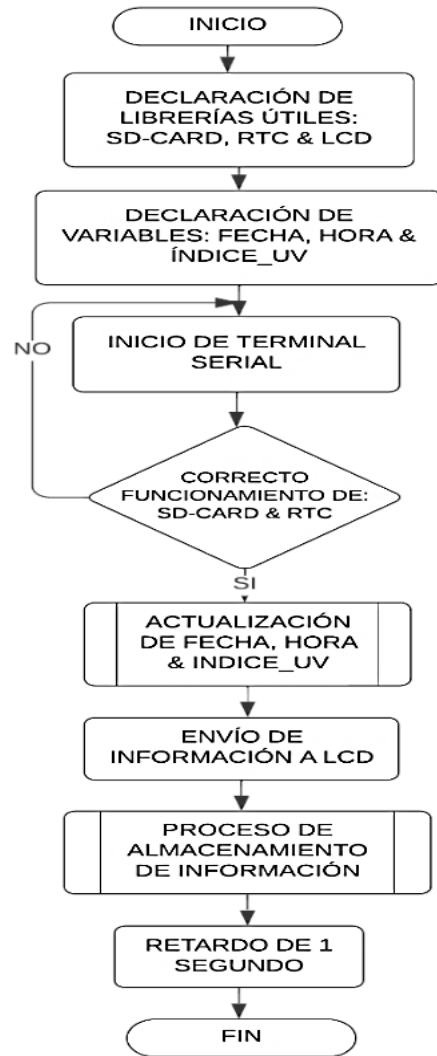 INICIO
DECLARACIÓN DE
LIBRERÍAS ÚTILES:
SD-CARD, RTC & LCD
DECLARACIÓN DE
VARIABLES: FECHA, HORA &
ÍNDICE_UV
NO
INICIO DE TERMINAL
SERIAL
CORRECTO
FUNCIONAMIENTO DE:
SD-CARD & RTC
SI
ACTUALIZACIÓN
DE FECHA, HORA
& INDICE_UV
ENVÍO DE
INFORMACIÓN A LCD
PROCESO DE
ALMACENAMIENTO
DE INFORMACIÓN
RETARDO DE 1
SEGUNDO
FIN